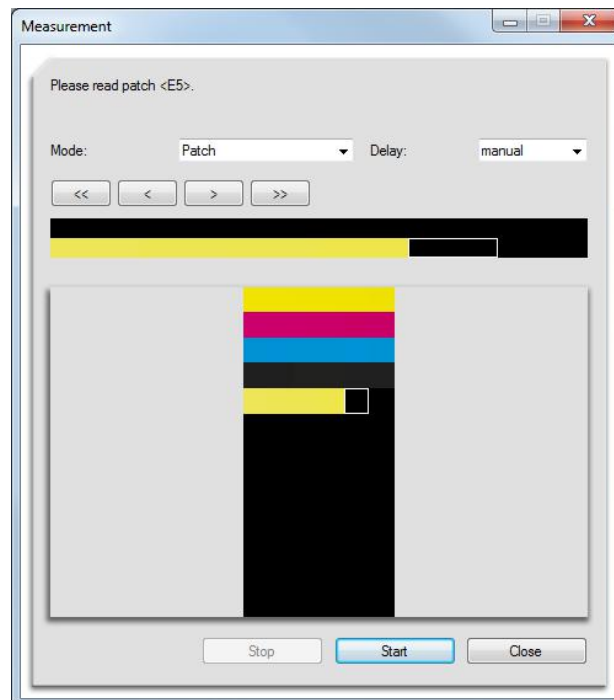 Measurement
Please read patch <E5>.
Mode: Patch Delay: manual
<< < > >>
Stop Start Close